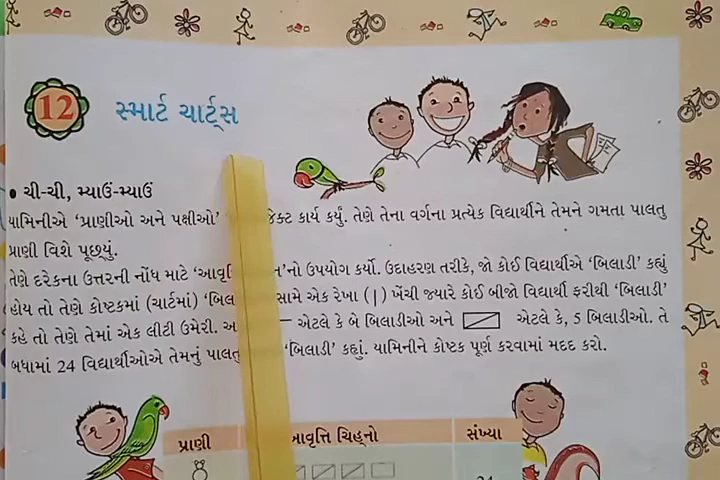 12 સ્માર્ટ ચાર્ટ્સ
• ચી-ચી, મ્યાઉં-મ્યાઉં
યામિનીએ ‘પ્રાણીઓ અને પક્ષીઓ’ કાર્ય કર્યું. તેણે તેના વર્ગના પ્રત્યેક વિદ્યાર્થીને તેમને ગમતા પાલતુ
પ્રાણી વિશે પૂછ્યું.
તેણે દરેકના ઉત્તરની નોંધ માટે ‘આવૃત્તિ ’નો ઉપયોગ કર્યો. ઉદાહરણ તરીકે, જો કોઈ વિદ્યાર્થીએ ‘બિલાડી’ કહ્યું
હોય તો તેણે કોષ્ટકમાં (ચાર્ટમાં) સામે એક રેખા (|) ખેંચી જ્યારે કોઈ બીજો વિદ્યાર્થી ફરીથી ‘બિલાડી’
કહે તો તેણે તેમાં એક લીટી ઉમેરી. એટલે કે બે બિલાડીઓ અને એટલે કે, 5 બિલાડીઓ. તે
બધામાં 24 વિદ્યાર્થીઓએ તેમનું પાલતુ ‘બિલાડી’ કહ્યું. યામિનીને કોષ્ટક પૂર્ણ કરવામાં મદદ કરો.
પ્રાણી આવૃત્તિ ચિહ્નો સંખ્યા